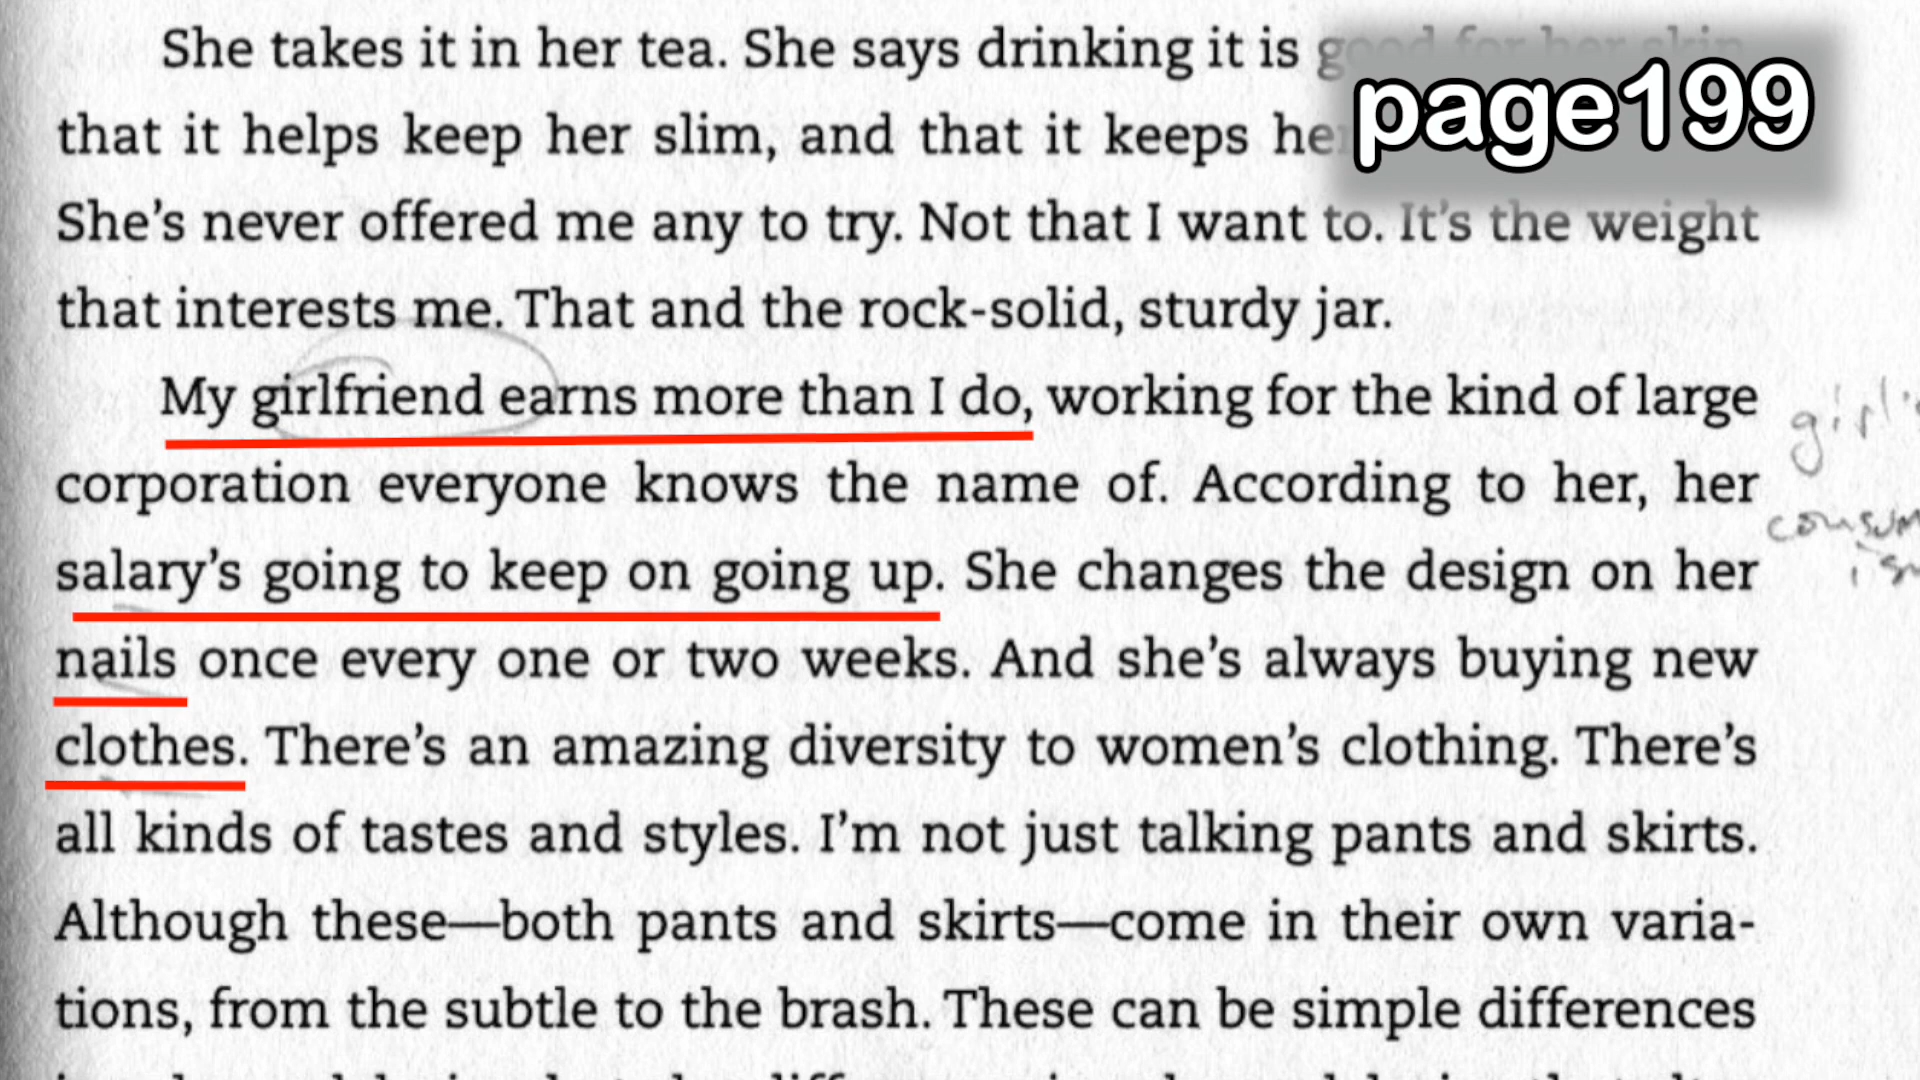 She takes it in her tea. She says drinking it is good for her skin,
page199
that it helps keep her slim, and that it keeps
She's never offered me any to try. Not that I want to. It's the weight
that interests me. That and the rock-solid, sturdy jar.
My girlfriend earns more than I do, working for the kind of large
girl's
corporation everyone knows the name of. According to her, her
salary's going to keep on going up. She changes the design on her
nails once every one or two weeks. And she's always buying new
clothes. There's an amazing diversity to women's clothing. There's
all kinds of tastes and styles. I'm not just talking pants and skirts.
Although these—both pants and skirts—come in their own varia-
tions, from the subtle to the brash. These can be simple differences